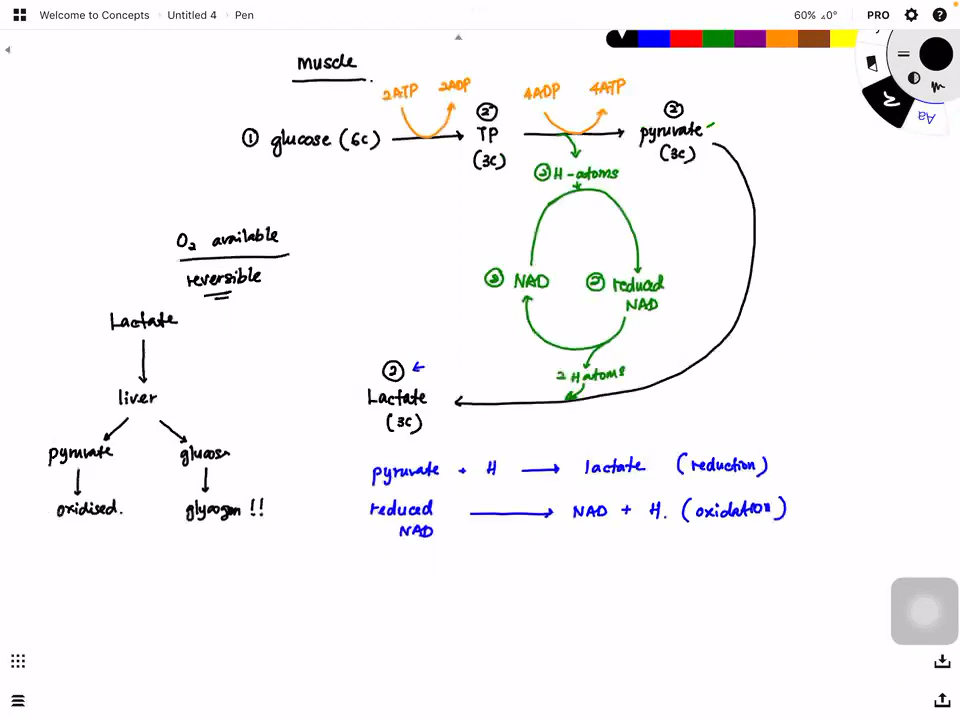 Welcome to Concepts > Untitled 4 > Pen
60% ⊿0°
PRO
Aa
muscle
2ATP 2ADP 4ADP 4ATP
① glucose (6c) ② TP (3c) ② pyruvate (3c)
② H-atoms
O₂ available
reversible
② NAD ② reduced NAD
Lactate
2 H atoms
②
Lactate
(3c)
liver
pyruvate glucose
oxidised. glycogen !!
pyruvate + H → lactate (reduction)
reduced NAD → NAD + H. (oxidation)